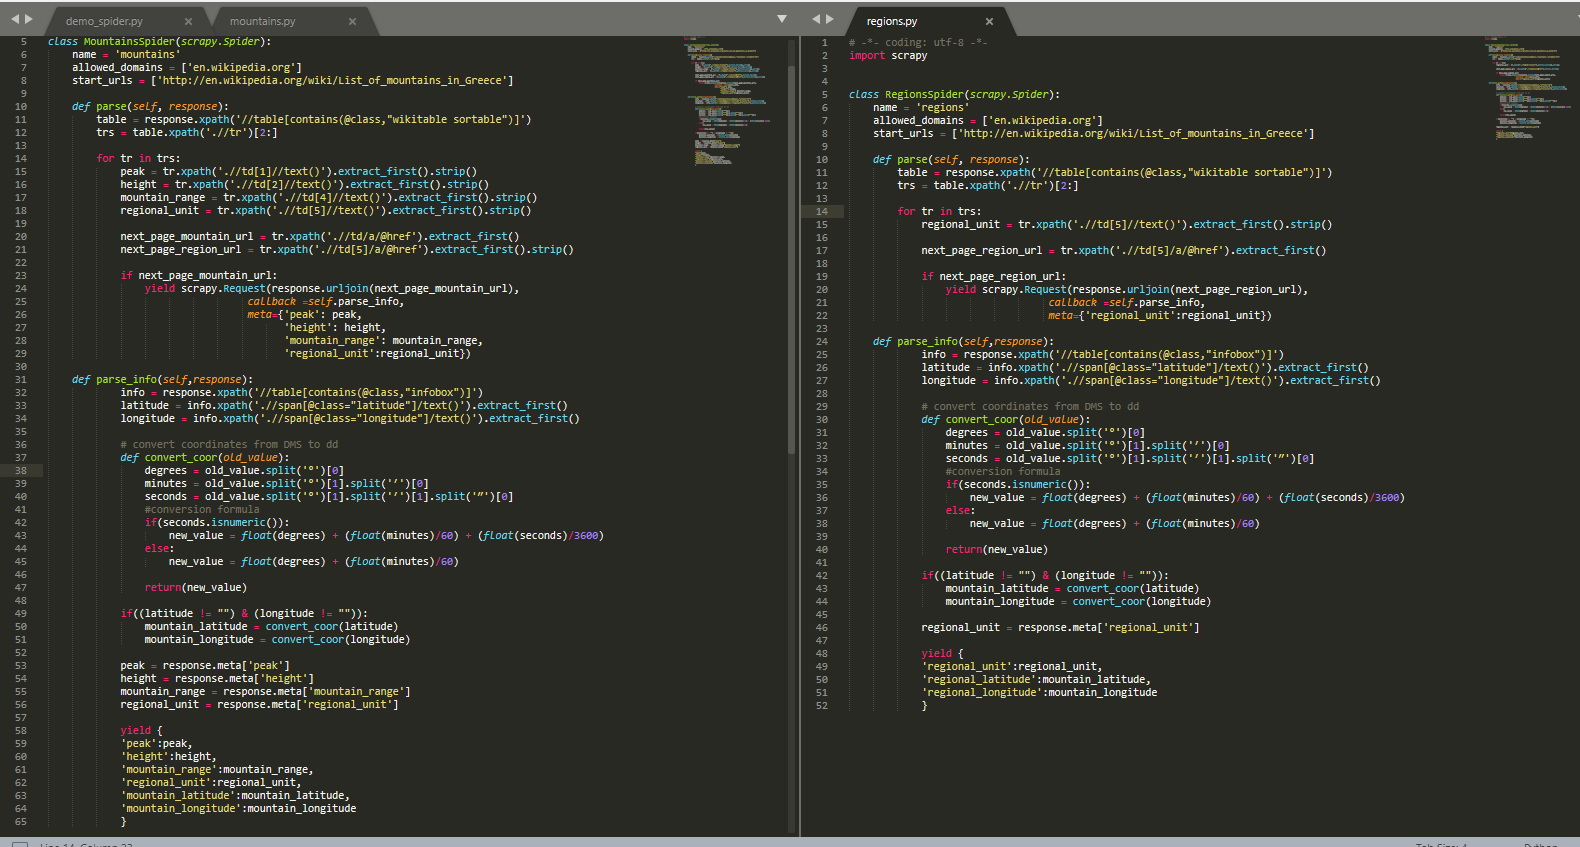 demo_spider.py × mountains.py ×
5 class MountainsSpider(scrapy.Spider):
6 name = 'mountains'
7 allowed_domains = ['en.wikipedia.org']
8 start_urls = ['http://en.wikipedia.org/wiki/List_of_mountains_in_Greece']
9
10 def parse(self, response):
11 table = response.xpath('//table[contains(@class,"wikitable sortable")]')
12 trs = table.xpath('.//tr')[2:]
13
14 for tr in trs:
15 peak = tr.xpath('.//td[1]//text()').extract_first().strip()
16 height = tr.xpath('.//td[2]//text()').extract_first().strip()
17 mountain_range = tr.xpath('.//td[4]//text()').extract_first().strip()
18 regional_unit = tr.xpath('.//td[5]//text()').extract_first().strip()
19
20 next_page_mountain_url = tr.xpath('.//td/a/@href').extract_first()
21 next_page_region_url = tr.xpath('.//td[5]/a/@href').extract_first().strip()
22
23 if next_page_mountain_url:
24 yield scrapy.Request(response.urljoin(next_page_mountain_url),
25 callback =self.parse_info,
26 meta={'peak': peak,
27 'height': height,
28 'mountain_range': mountain_range,
29 'regional_unit':regional_unit})
30
31 def parse_info(self,response):
32 info = response.xpath('//table[contains(@class,"infobox")]')
33 latitude = info.xpath('.//span[@class="latitude"]/text()').extract_first()
34 longitude = info.xpath('.//span[@class="longitude"]/text()').extract_first()
35
36 # convert coordinates from DMS to dd
37 def convert_coor(old_value):
38 degrees = old_value.split('°')[0]
39 minutes = old_value.split('°')[1].split('′')[0]
40 seconds = old_value.split('°')[1].split('′')[1].split('″')[0]
41 #conversion formula
42 if(seconds.isnumeric()):
43 new_value = float(degrees) + (float(minutes)/60) + (float(seconds)/3600)
44 else:
45 new_value = float(degrees) + (float(minutes)/60)
46
47 return(new_value)
48
49 if((latitude != "") & (longitude != "")):
50 mountain_latitude = convert_coor(latitude)
51 mountain_longitude = convert_coor(longitude)
52
53 peak = response.meta['peak']
54 height = response.meta['height']
55 mountain_range = response.meta['mountain_range']
56 regional_unit = response.meta['regional_unit']
57
58 yield {
59 'peak':peak,
60 'height':height,
61 'mountain_range':mountain_range,
62 'regional_unit':regional_unit,
63 'mountain_latitude':mountain_latitude,
64 'mountain_longitude':mountain_longitude
65 }
regions.py ×
1 # -*- coding: utf-8 -*-
2 import scrapy
3
4
5 class RegionsSpider(scrapy.Spider):
6 name = 'regions'
7 allowed_domains = ['en.wikipedia.org']
8 start_urls = ['http://en.wikipedia.org/wiki/List_of_mountains_in_Greece']
9
10 def parse(self, response):
11 table = response.xpath('//table[contains(@class,"wikitable sortable")]')
12 trs = table.xpath('.//tr')[2:]
13
14 for tr in trs:
15 regional_unit = tr.xpath('.//td[5]//text()').extract_first().strip()
16
17 next_page_region_url = tr.xpath('.//td[5]/a/@href').extract_first()
18
19 if next_page_region_url:
20 yield scrapy.Request(response.urljoin(next_page_region_url),
21 callback =self.parse_info,
22 meta={'regional_unit':regional_unit})
23
24 def parse_info(self,response):
25 info = response.xpath('//table[contains(@class,"infobox")]')
26 latitude = info.xpath('.//span[@class="latitude"]/text()').extract_first()
27 longitude = info.xpath('.//span[@class="longitude"]/text()').extract_first()
28
29 # convert coordinates from DMS to dd
30 def convert_coor(old_value):
31 degrees = old_value.split('°')[0]
32 minutes = old_value.split('°')[1].split('′')[0]
33 seconds = old_value.split('°')[1].split('′')[1].split('″')[0]
34 #conversion formula
35 if(seconds.isnumeric()):
36 new_value = float(degrees) + (float(minutes)/60) + (float(seconds)/3600)
37 else:
38 new_value = float(degrees) + (float(minutes)/60)
39
40 return(new_value)
41
42 if((latitude != "") & (longitude != "")):
43 mountain_latitude = convert_coor(latitude)
44 mountain_longitude = convert_coor(longitude)
45
46 regional_unit = response.meta['regional_unit']
47
48 yield {
49 'regional_unit':regional_unit,
50 'regional_latitude':mountain_latitude,
51 'regional_longitude':mountain_longitude
52 }